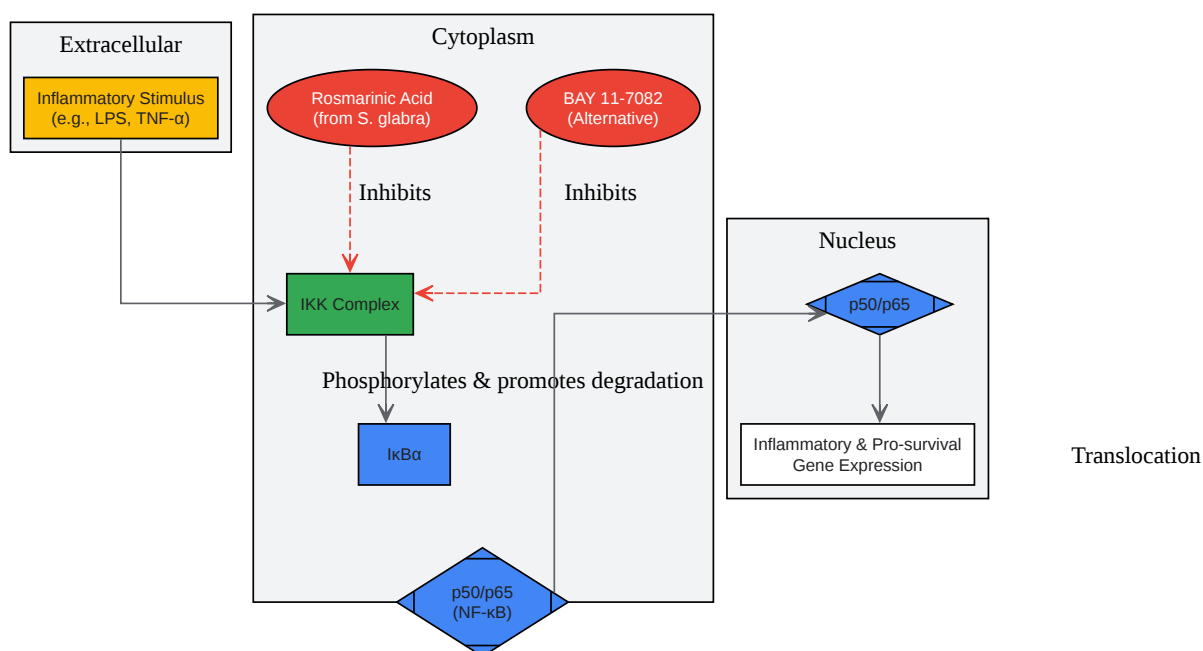 Extracellular
Inflammatory Stimulus
(e.g., LPS, TNF-α)
Cytoplasm
Rosmarinic Acid
(from S. glabra)
BAY 11-7082
(Alternative)
Inhibits
Inhibits
IKK Complex
Phosphorylates & promotes degradation
IκBα
p50/p65
(NF-κB)
Nucleus
p50/p65
Inflammatory & Pro-survival
Gene Expression
Translocation